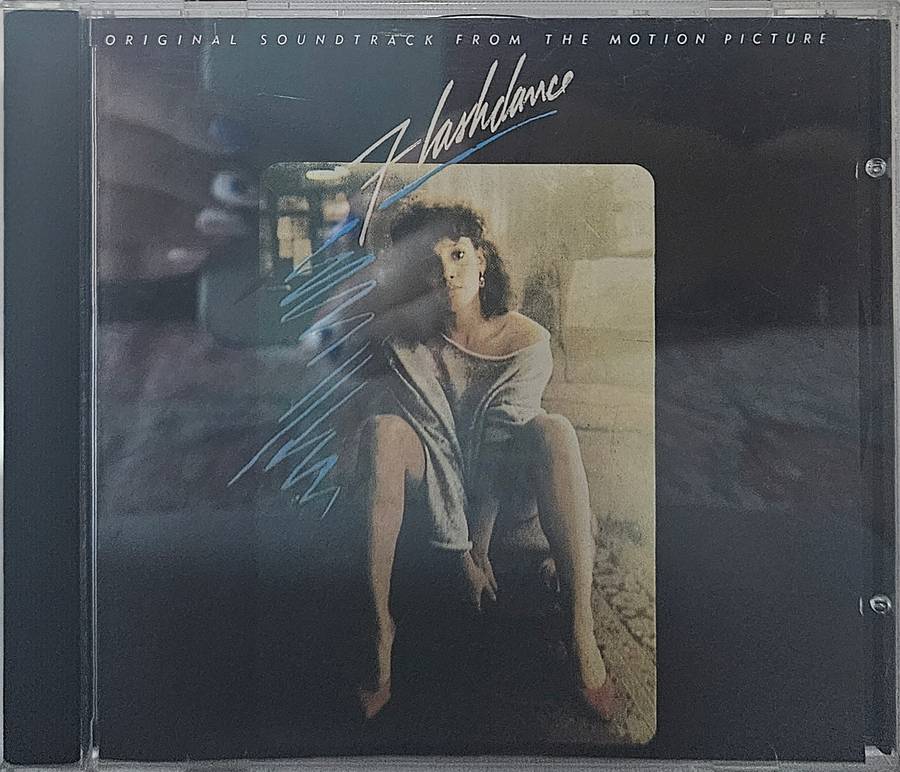 ORIGINAL SOUNDTRACK FROM THE MOTION PICTURE
Flashdance